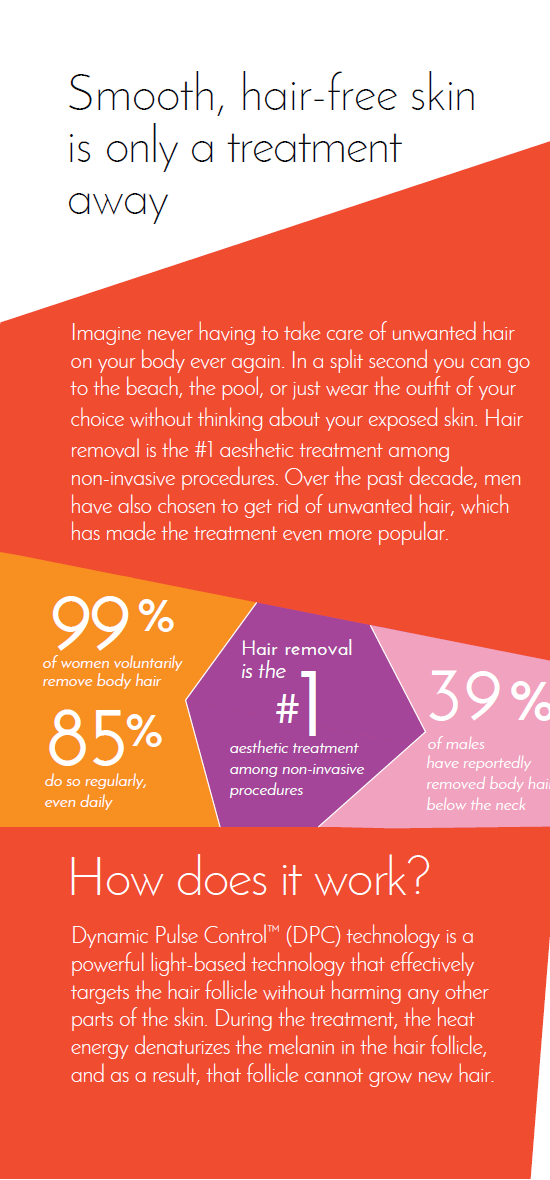 Smooth, hair-free skin
is only a treatment
away
Imagine never having to take care of unwanted hair
on your body ever again. In a split second you can go
to the beach, the pool, or just wear the outfit of your
choice without thinking about your exposed skin. Hair
removal is the #1 aesthetic treatment among
non-invasive procedures. Over the past decade, men
have also chosen to get rid of unwanted hair, which
has made the treatment even more popular.
99%
of women voluntarily
remove body hair
85%
do so regularly,
even daily
Hair removal
is the
#1
aesthetic treatment
among non-invasive
procedures
39%
of males
have reportedly
removed body hai
below the neck
How does it work?
Dynamic Pulse Control™ (DPC) technology is a
powerful light-based technology that effectively
targets the hair follicle without harming any other
parts of the skin. During the treatment, the heat
energy denaturizes the melanin in the hair follicle,
and as a result, that follicle cannot grow new hair.